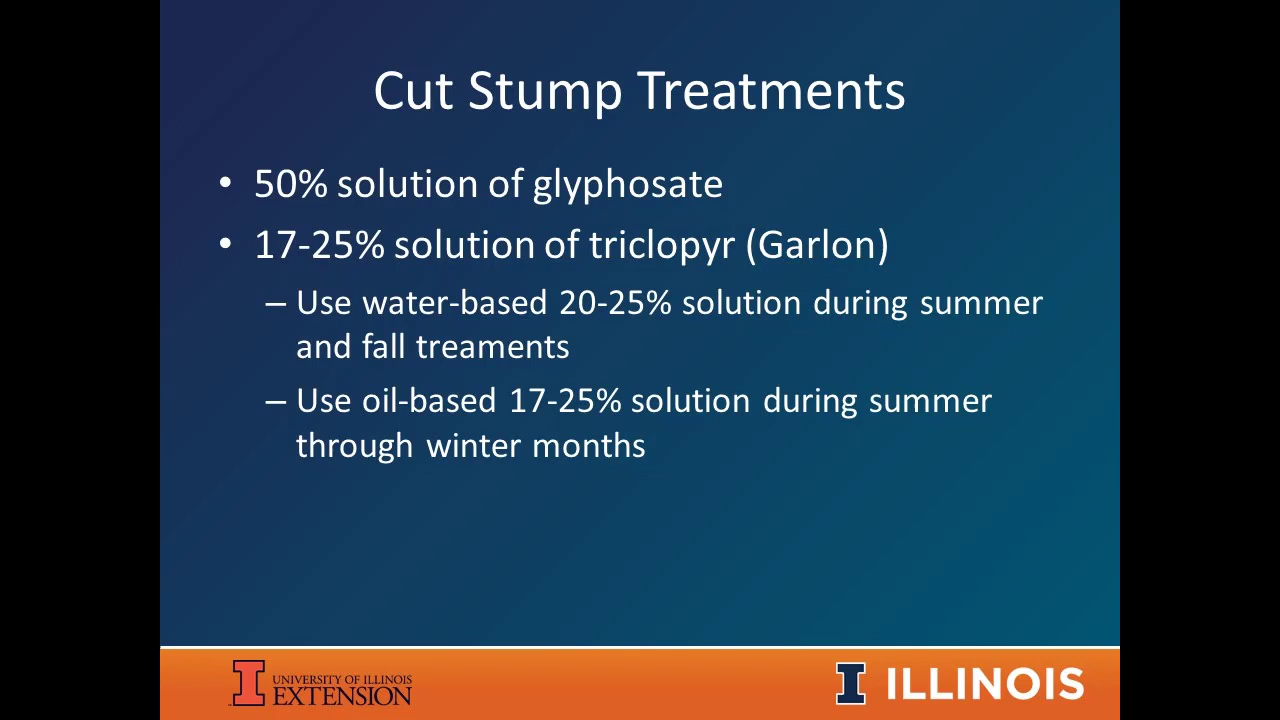 Cut Stump Treatments
• 50% solution of glyphosate
• 17-25% solution of triclopyr (Garlon)
– Use water-based 20-25% solution during summer
and fall treaments
– Use oil-based 17-25% solution during summer
through winter months
UNIVERSITY OF ILLINOIS
EXTENSION
ILLINOIS